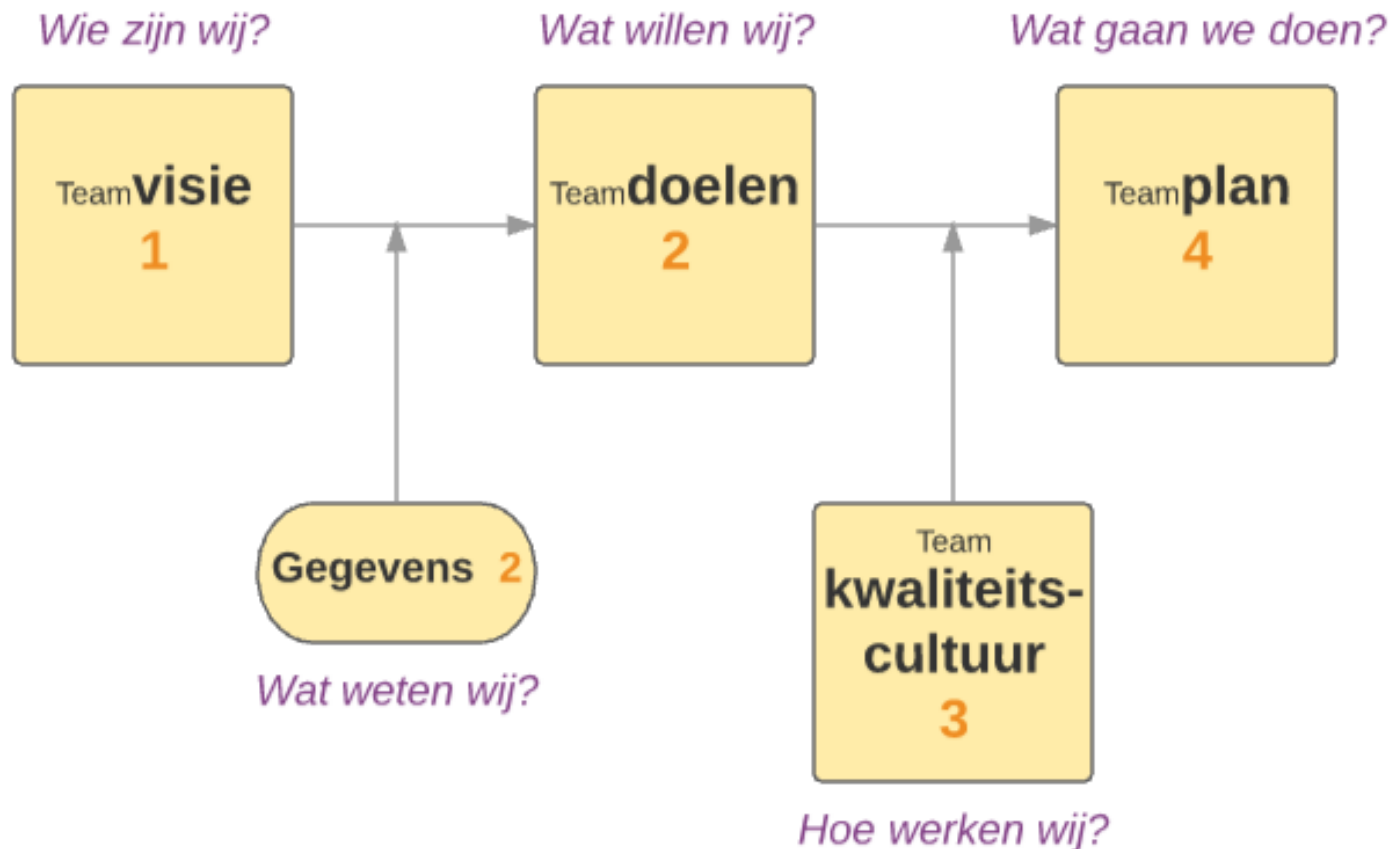 Wie zijn wij?
Wat willen wij?
Wat gaan we doen?
Teamvisie
1
Teamdoelen
2
Teamplan
4
Gegevens 2
Wat weten wij?
Team
kwaliteits-
cultuur
3
Hoe werken wij?